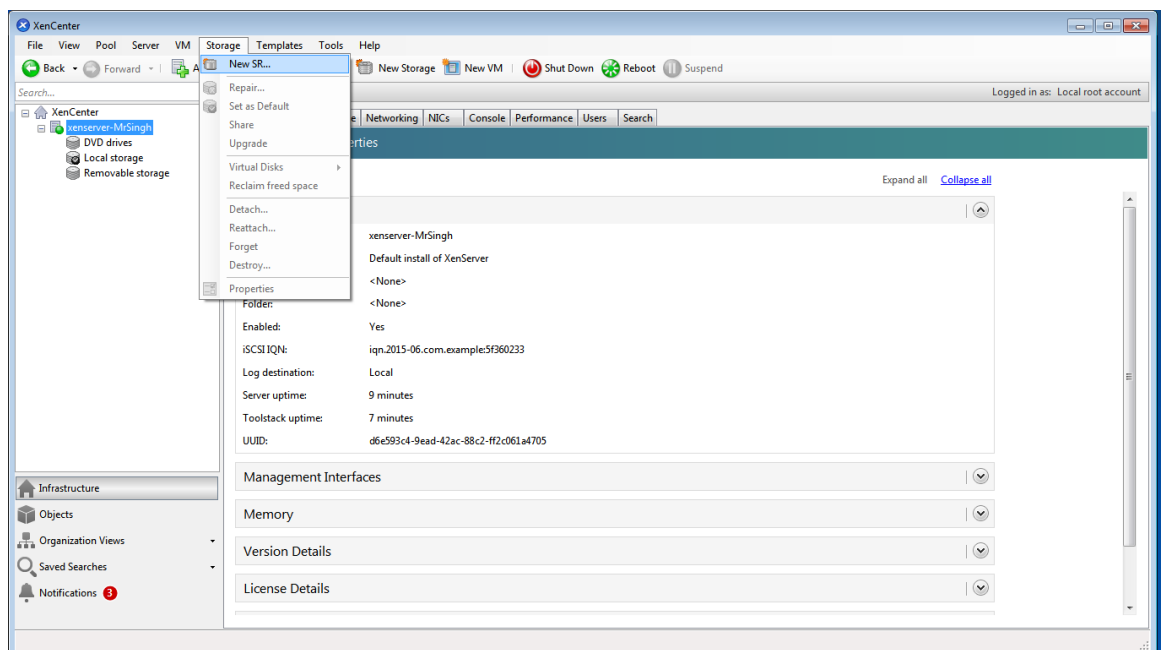 XenCenter
File View Pool Server VM Storage Templates Tools Help
Back Forward A New Storage New VM Shut Down Reboot Suspend
New SR...
Repair...
Set as Default
Share
Upgrade
Virtual Disks
Reclaim freed space
Detach...
Reattach...
Forget
Destroy...
Properties
Search...
Logged in as: Local root account
XenCenter
xenserver-MrSingh
DVD drives
Local storage
Removable storage
e Networking NICs Console Performance Users Search
erties
Expand all Collapse all
xenserver-MrSingh
Default install of XenServer
<None>
Folder: <None>
Enabled: Yes
iSCSI IQN: iqn.2015-06.com.example:5f360233
Log destination: Local
Server uptime: 9 minutes
Toolstack uptime: 7 minutes
UUID: d6e593c4-9ead-42ac-88c2-ff2c061a4705
Management Interfaces
Memory
Version Details
License Details
Infrastructure
Objects
Organization Views
Saved Searches
Notifications 3